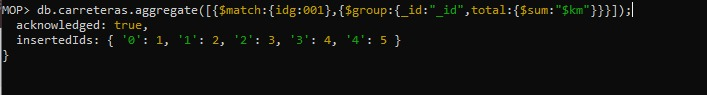 MOP> db.carreteras.aggregate([{$match:{idg:001},{$group:{_id:"_id",total:{$sum:"$km"}}}]);
acknowledged: true,
insertedIds: { '0': 1, '1': 2, '2': 3, '3': 4, '4': 5 }
}